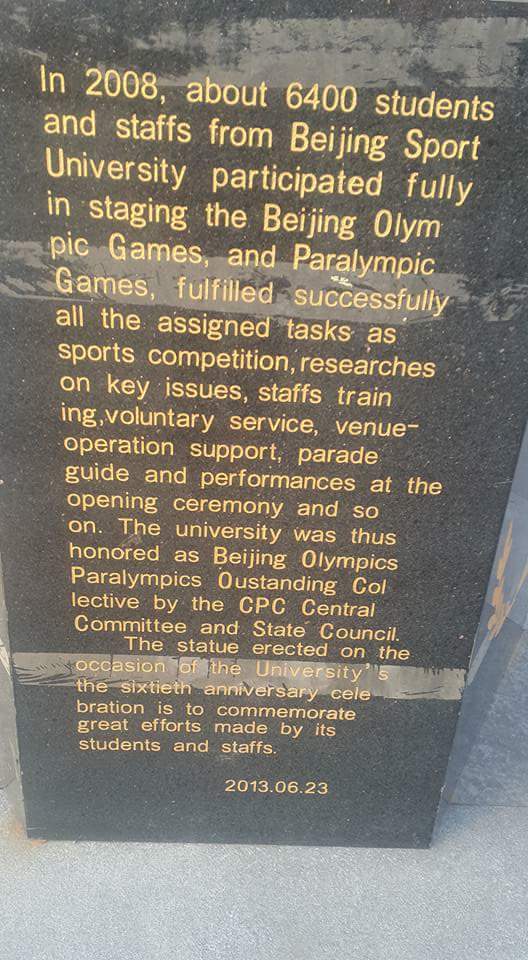 In 2008, about 6400 students
and staffs from Beijing Sport
University participated fully
in staging the Beijing Olym
pic Games, and Paralympic
Games, fulfilled successfully
all the assigned tasks as
sports competition, researches
on key issues, staffs train
ing,voluntary service, venue-
operation support, parade
guide and performances at the
opening ceremony and so
on. The university was thus
honored as Beijing Olympics
Paralympics Oustanding Col
lective by the CPC Central
Committee and State Council.
The statue erected on the
occasion of the University's
the sixtieth anniversary cele
bration is to commemorate
great efforts made by its
students and staffs.
2013.06.23